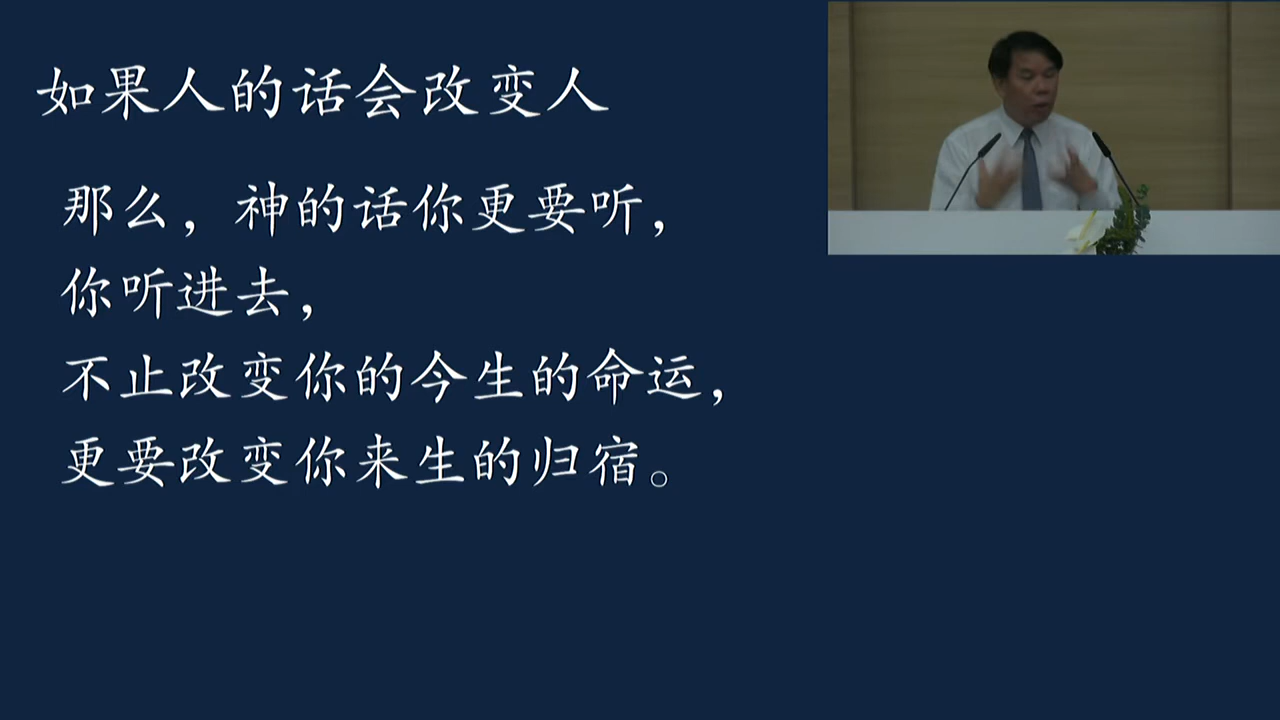 如果人的话会改变人
那么，神的话你更要听，
你听进去，
不止改变你的今生的命运，
更要改变你来生的归宿。